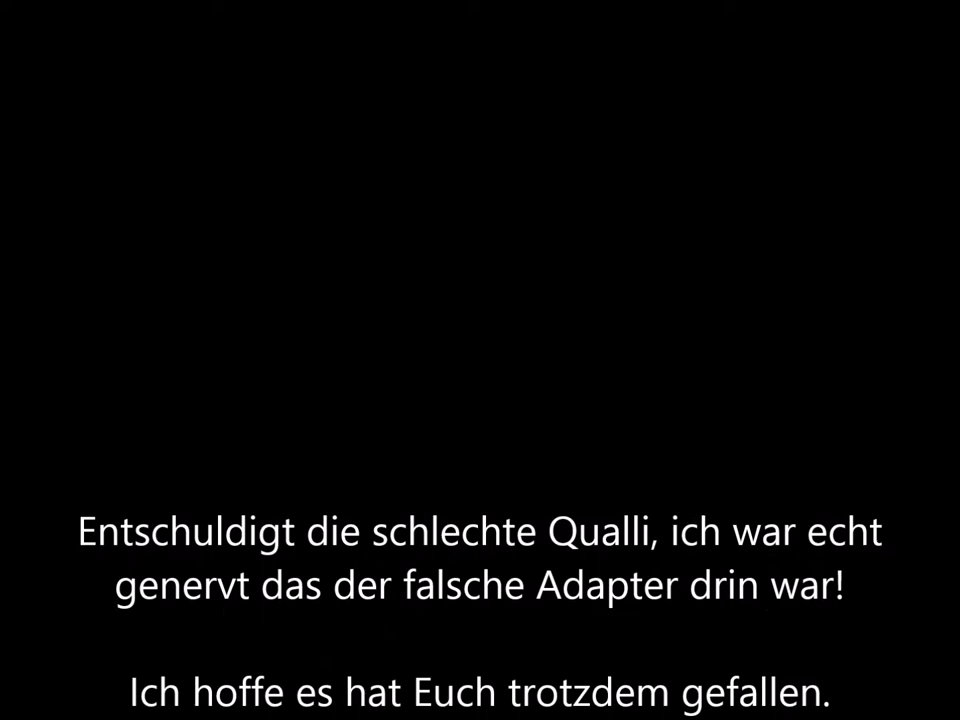 Entschuldigt die schlechte Qualli, ich war echt
genervt das der falsche Adapter drin war!
Ich hoffe es hat Euch trotzdem gefallen.